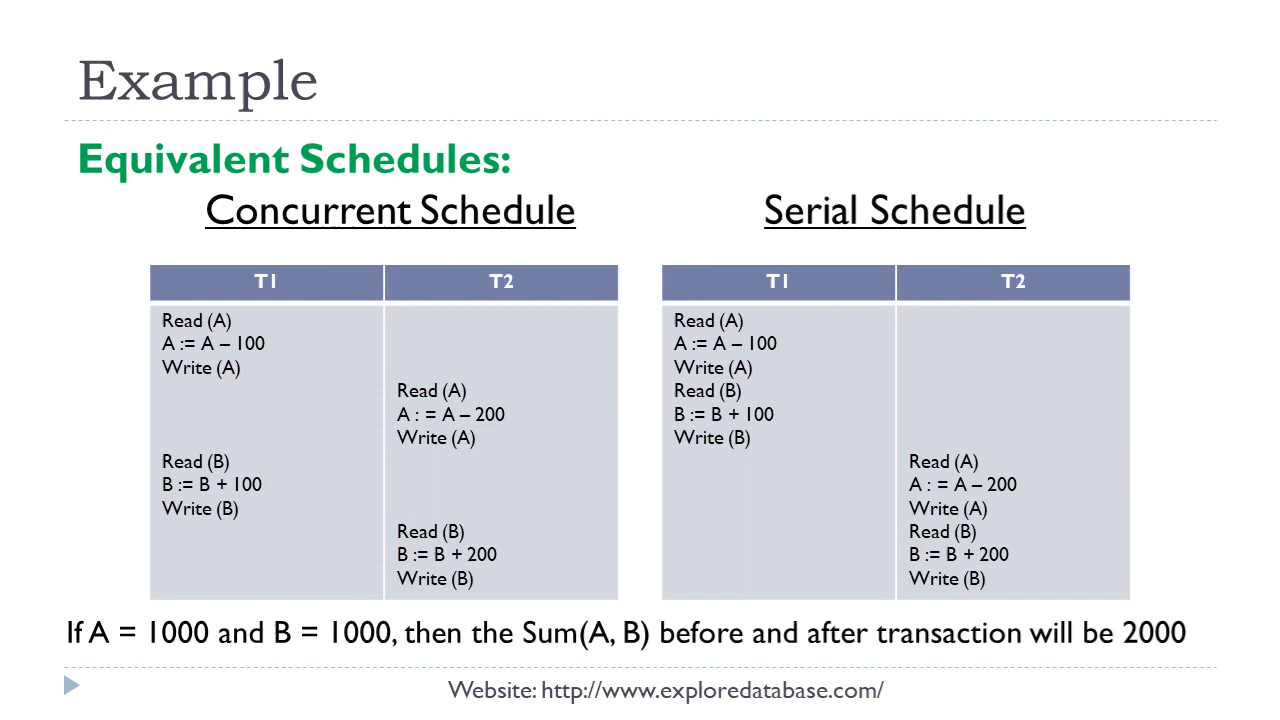 Example
Equivalent Schedules:
Concurrent Schedule
T1 T2
Read (A)
A := A – 100
Write (A)
Read (A)
A : = A – 200
Write (A)
Read (B)
B := B + 100
Write (B)
Read (B)
B := B + 200
Write (B)
Serial Schedule
T1 T2
Read (A)
A := A – 100
Write (A)
Read (B)
B := B + 100
Write (B)
Read (A)
A : = A – 200
Write (A)
Read (B)
B := B + 200
Write (B)
If A = 1000 and B = 1000, then the Sum(A, B) before and after transaction will be 2000
Website: http://www.exploredatabase.com/